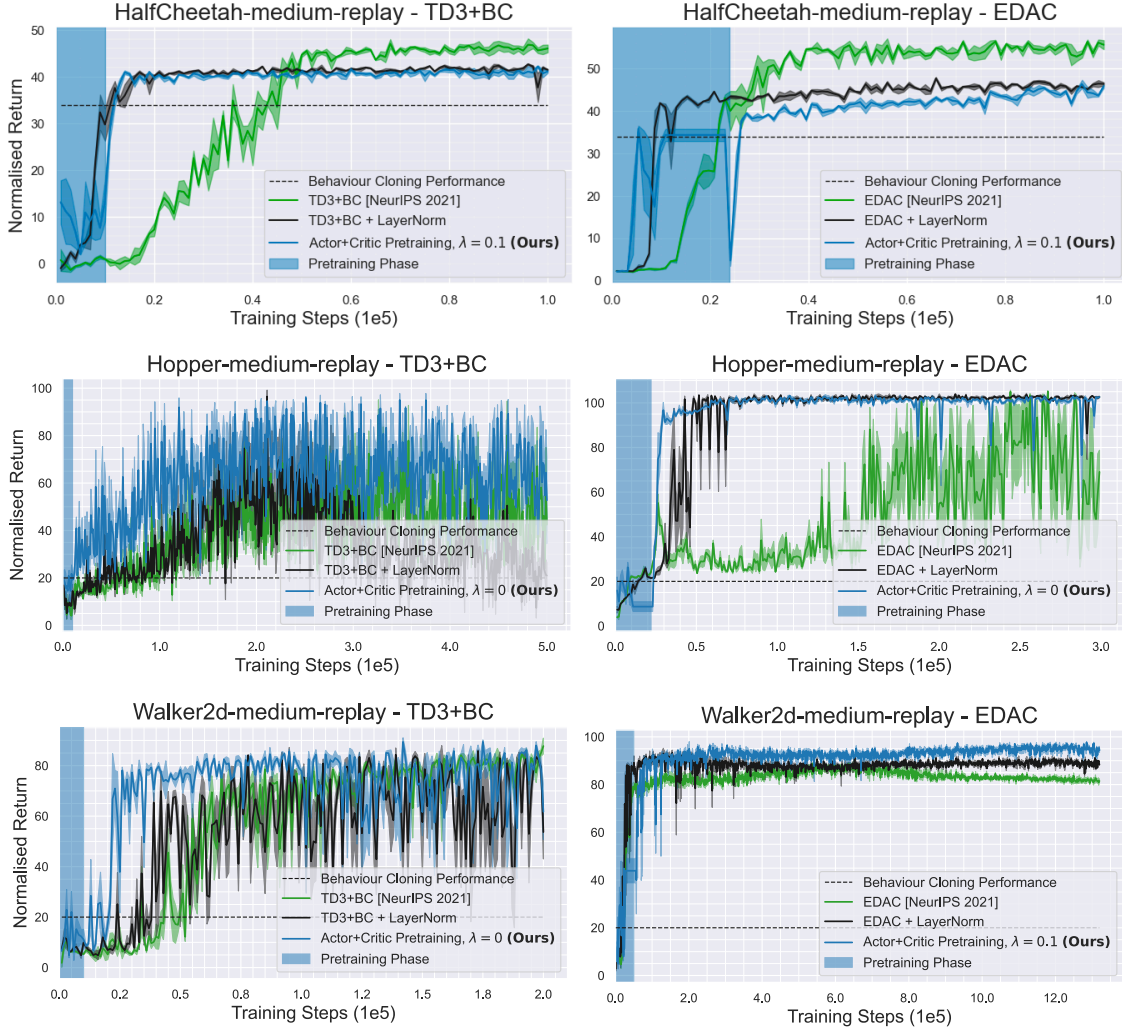 HalfCheetah-medium-replay - TD3+BC
Normalised Return
50
40
30
20
10
0
Behaviour Cloning Performance
TD3+BC [NeurIPS 2021]
TD3+BC + LayerNorm
Actor+Critic Pretraining, λ = 0.1 (Ours)
Pretraining Phase
0.0 0.2 0.4 0.6 0.8 1.0
Training Steps (1e5)
HalfCheetah-medium-replay - EDAC
50
40
30
20
10
0
Behaviour Cloning Performance
EDAC [NeurIPS 2021]
EDAC + LayerNorm
Actor+Critic Pretraining, λ = 0.1 (Ours)
Pretraining Phase
0.0 0.2 0.4 0.6 0.8 1.0
Training Steps (1e5)
Hopper-medium-replay - TD3+BC
Normalised Return
100
80
60
40
20
0
Behaviour Cloning Performance
TD3+BC [NeurIPS 2021]
TD3+BC + LayerNorm
Actor+Critic Pretraining, λ = 0 (Ours)
Pretraining Phase
0.0 1.0 2.0 3.0 4.0 5.0
Training Steps (1e5)
Hopper-medium-replay - EDAC
100
80
60
40
20
0
Behaviour Cloning Performance
EDAC [NeurIPS 2021]
EDAC + LayerNorm
Actor+Critic Pretraining, λ = 0 (Ours)
Pretraining Phase
0.0 0.5 1.0 1.5 2.0 2.5 3.0
Training Steps (1e5)
Walker2d-medium-replay - TD3+BC
Normalised Return
80
60
40
20
0
Behaviour Cloning Performance
TD3+BC [NeurIPS 2021]
TD3+BC + LayerNorm
Actor+Critic Pretraining, λ = 0 (Ours)
Pretraining Phase
0.0 0.2 0.5 0.8 1.0 1.2 1.5 1.8 2.0
Training Steps (1e5)
Walker2d-medium-replay - EDAC
100
80
60
40
20
0
Behaviour Cloning Performance
EDAC [NeurIPS 2021]
EDAC + LayerNorm
Actor+Critic Pretraining, λ = 0.1 (Ours)
Pretraining Phase
0.0 2.0 4.0 6.0 8.0 10.0 12.0
Training Steps (1e5)